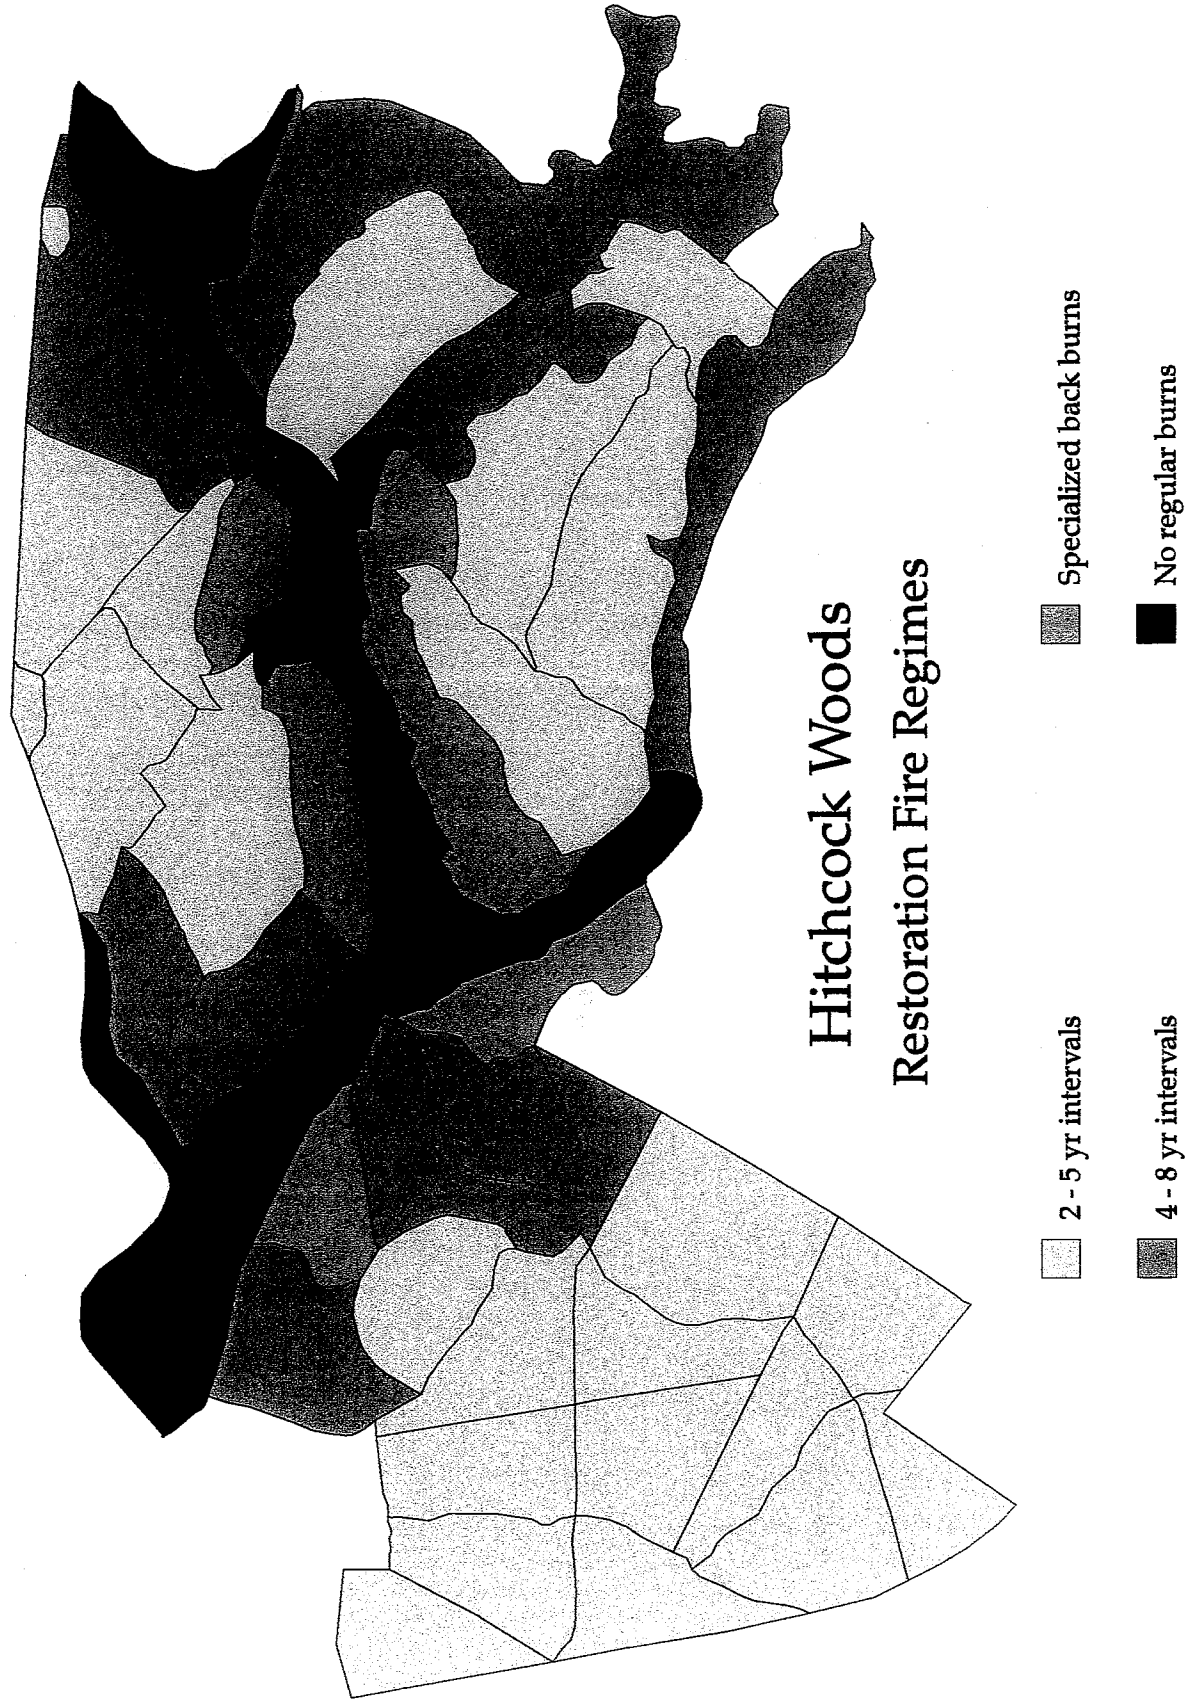 Hitchcock Woods
Restoration Fire Regimes
2 - 5 yr intervals
Specialized back burns
4 - 8 yr intervals
No regular burns